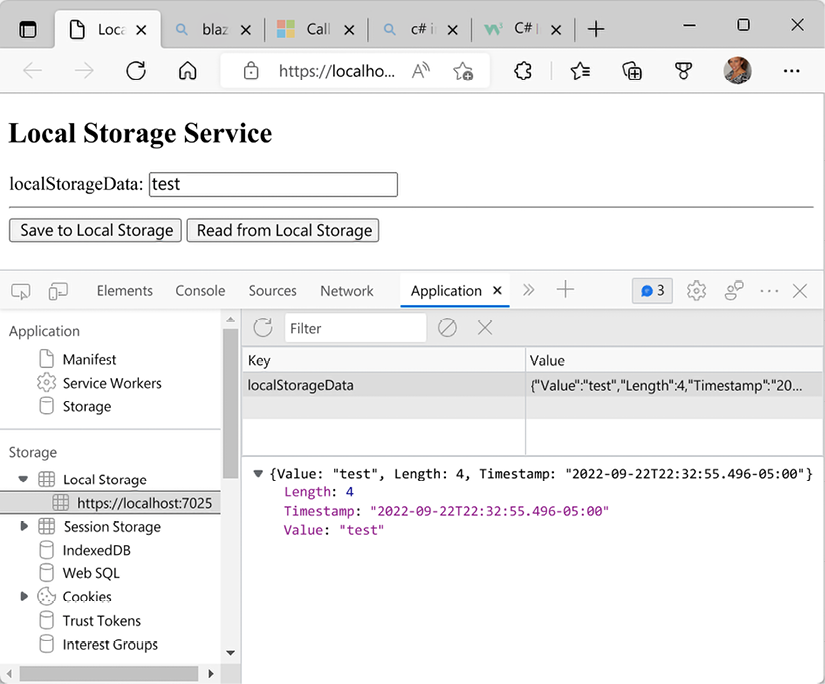 Loca blaz Call c# i C# I
https://localho...
Local Storage Service
localStorageData: test
Save to Local Storage Read from Local Storage
Elements Console Sources Network Application 3
Application
Manifest
Service Workers
Storage
Storage
Local Storage
https://localhost:7025
Session Storage
IndexedDB
Web SQL
Cookies
Trust Tokens
Interest Groups
Filter
Key Value
localStorageData {"Value":"test","Length":4,"Timestamp":"20...
{Value: "test", Length: 4, Timestamp: "2022-09-22T22:32:55.496-05:00"}
Length: 4
Timestamp: "2022-09-22T22:32:55.496-05:00"
Value: "test"